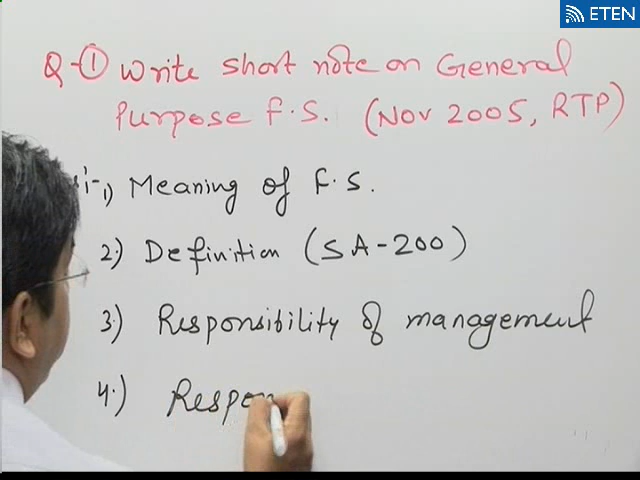 ETEN
Q-① Write short note on General
Purpose F.S. (Nov 2005, RTP)
1) Meaning of F.S.
2) Definition (SA-200)
3) Responsibility of management
4.) Respon